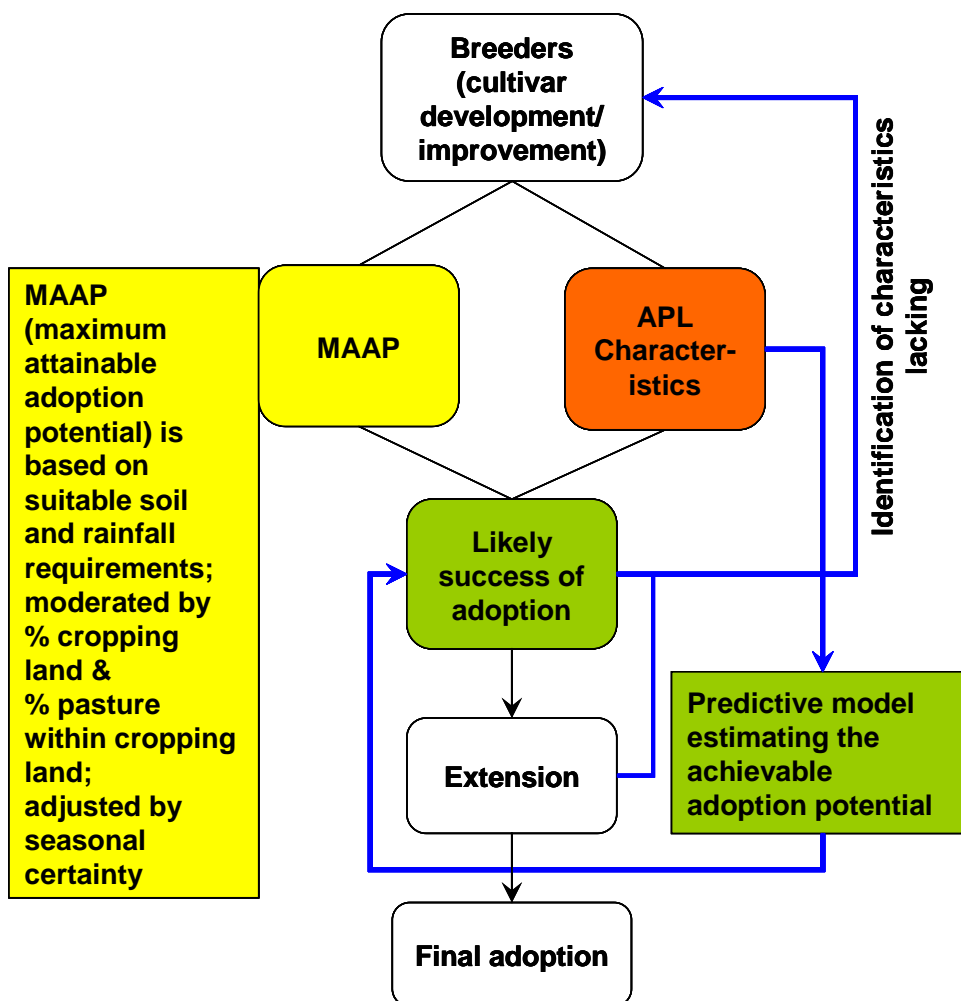 Breeders
(cultivar
development/
improvement)
Identification of characteristics
lacking
MAAP
(maximum
attainable
adoption
potential) is
based on
suitable soil
and rainfall
requirements;
moderated by
% cropping
land &
% pasture
within cropping
land;
adjusted by
seasonal
certainty
MAAP
APL
Character-
istics
Likely
success of
adoption
Predictive model
estimating the
achievable
adoption potential
Extension
Final adoption